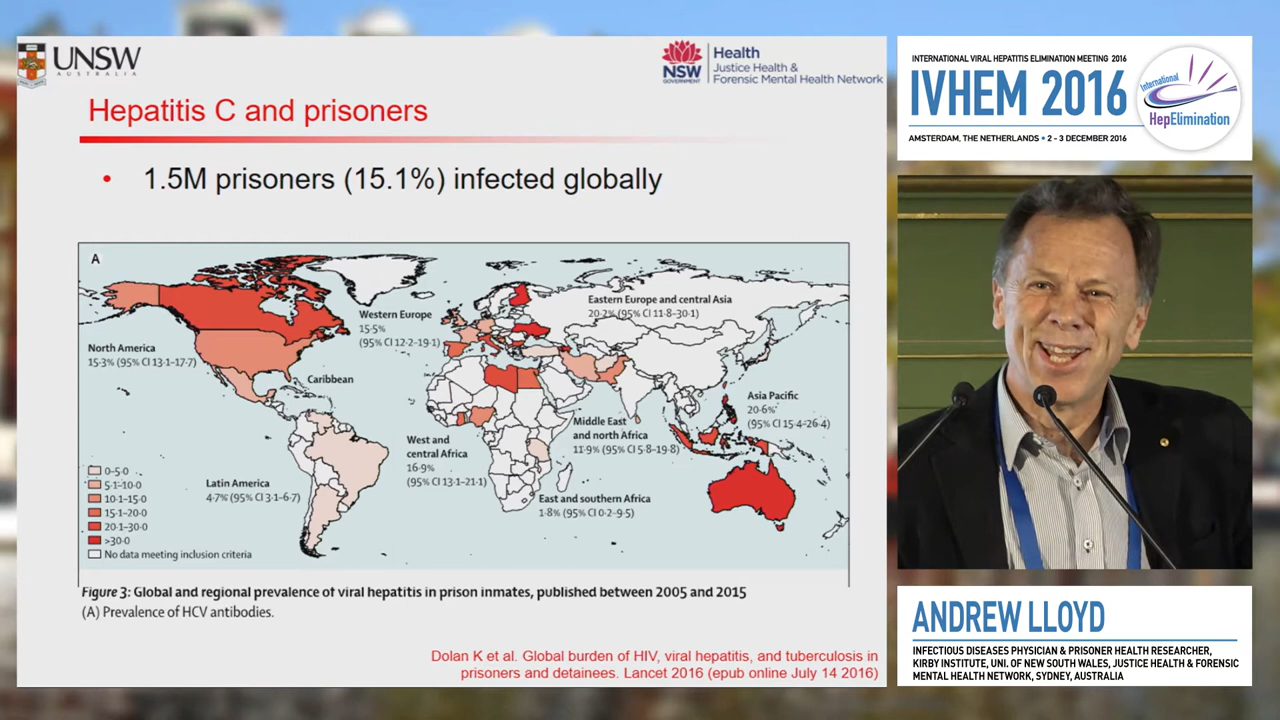 UNSW
AUSTRALIA
NSW
GOVERNMENT
Health
Justice Health &
Forensic Mental Health Network
Hepatitis C and prisoners
• 1.5M prisoners (15.1%) infected globally
A
Eastern Europe and central Asia
20·2% (95% CI 11·8–30·1)
Western Europe
15·5%
(95% CI 12·2–19·1)
North America
15·3% (95% CI 13·1–17·7)
Caribbean
Asia Pacific
20·6%
(95% CI 15·4–26·4)
Middle East
and north Africa
11·9% (95% CI 5·8–19·8)
West and
central Africa
16·9%
(95% CI 13·1–21·1)
Latin America
4·7% (95% CI 3·1–6·7)
East and southern Africa
1·8% (95% CI 0·2–9·5)
0–5·0
5·1–10·0
10·1–15·0
15·1–20·0
20·1–30·0
>30·0
No data meeting inclusion criteria
Figure 3: Global and regional prevalence of viral hepatitis in prison inmates, published between 2005 and 2015
(A) Prevalence of HCV antibodies.
Dolan K et al. Global burden of HIV, viral hepatitis, and tuberculosis in
prisoners and detainees. Lancet 2016 (epub online July 14 2016)
INTERNATIONAL VIRAL HEPATITIS ELIMINATION MEETING 2016
IVHEM 2016
AMSTERDAM, THE NETHERLANDS • 2 - 3 DECEMBER 2016
International
HepElimination
ANDREW LLOYD
INFECTIOUS DISEASES PHYSICIAN & PRISONER HEALTH RESEARCHER,
KIRBY INSTITUTE, UNI. OF NEW SOUTH WALES, JUSTICE HEALTH & FORENSIC
MENTAL HEALTH NETWORK, SYDNEY, AUSTRALIA